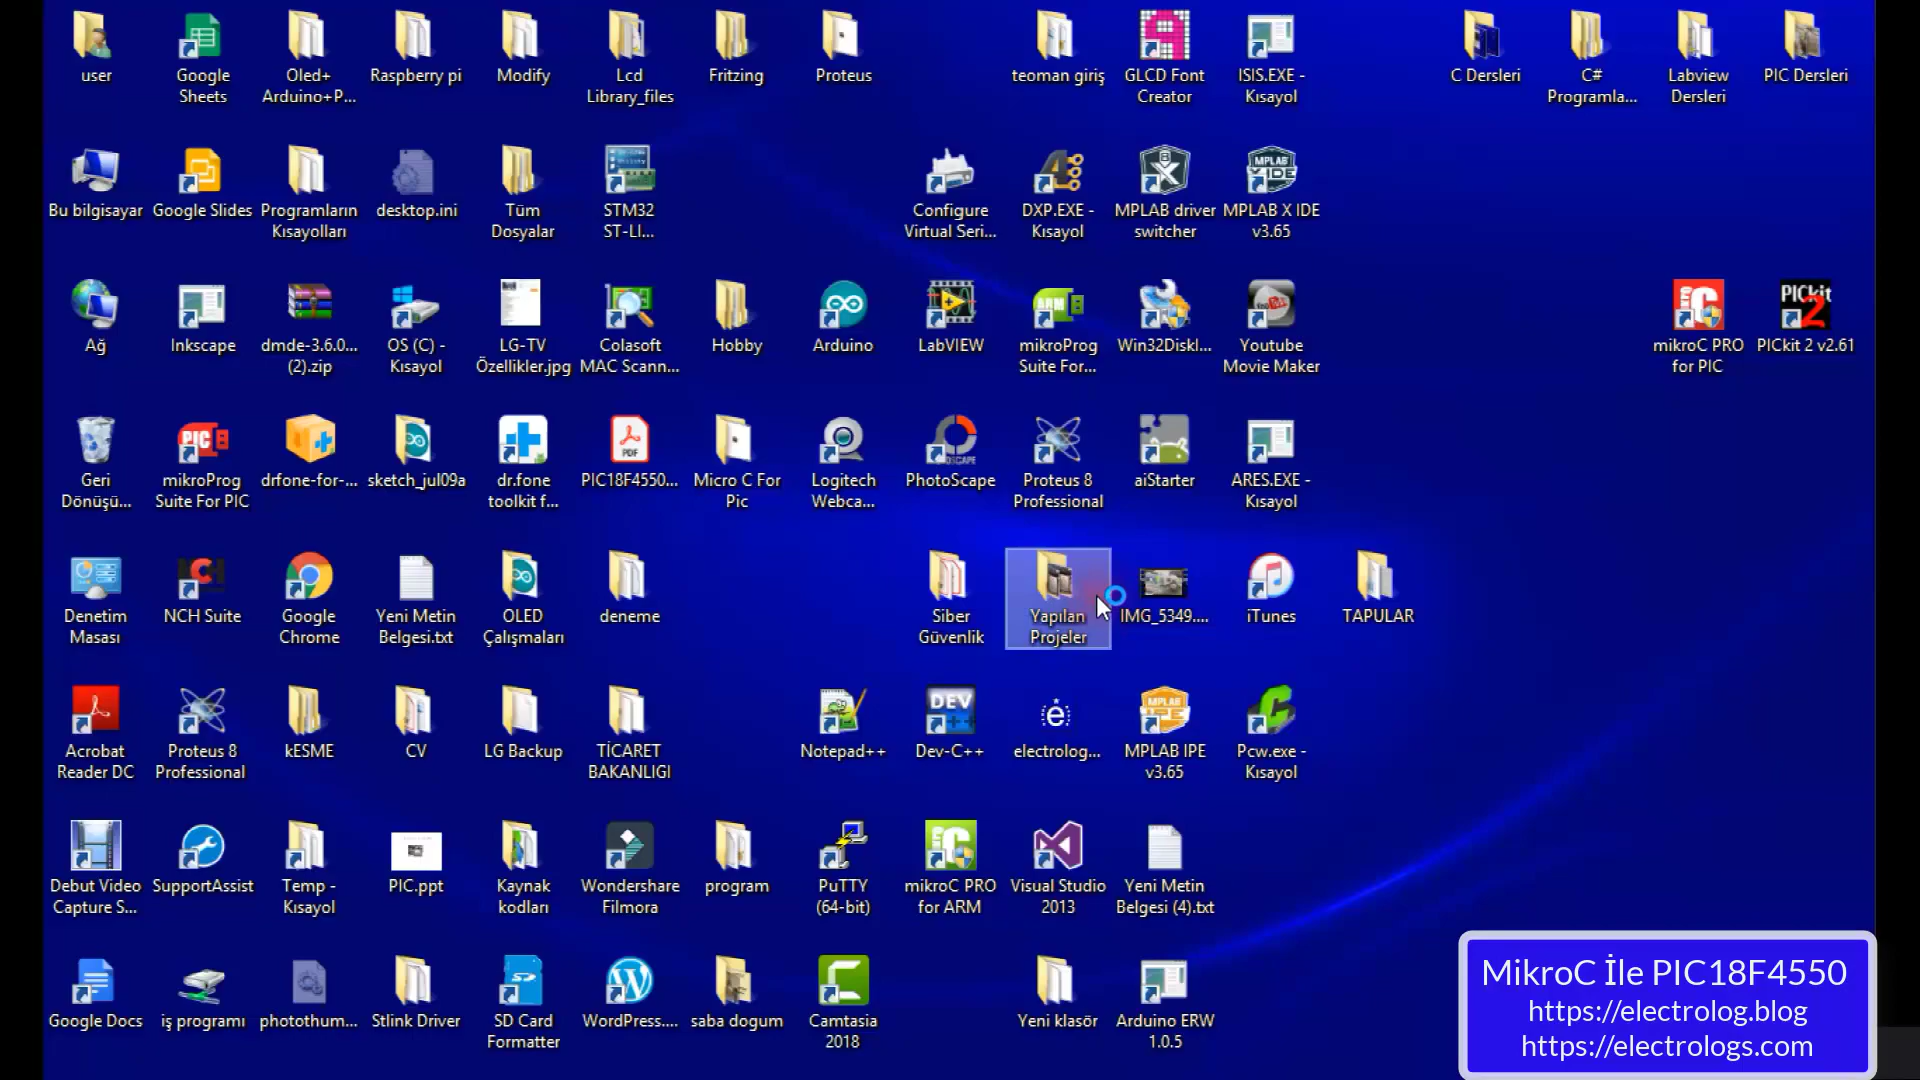 user
Google
Sheets
Oled+
Arduino+P...
Raspberry pi
Modify
Lcd
Library_files
Fritzing
Proteus
teoman giriş
GLCD Font
Creator
ISIS.EXE -
Kısayol
C Dersleri
C#
Programla...
Labview
Dersleri
PIC Dersleri
Bu bilgisayar
Google Slides
Programların
Kısayolları
desktop.ini
Tüm
Dosyalar
STM32
ST-LI...
Configure
Virtual Seri...
DXP.EXE -
Kısayol
MPLAB driver
switcher
MPLAB X IDE
v3.65
Ağ
Inkscape
dmde-3.6.0...
(2).zip
OS (C) -
Kısayol
LG-TV
Özellikler.jpg
Colasoft
MAC Scann...
Hobby
Arduino
LabVIEW
mikroProg
Suite For...
Win32DiskI...
Youtube
Movie Maker
mikroC PRO
for PIC
PICkit 2 v2.61
Geri
Dönüşü...
mikroProg
Suite For PIC
drfone-for-...
sketch_jul09a
dr.fone
toolkit f...
PIC18F4550...
Micro C For
Pic
Logitech
Webca...
PhotoScape
Proteus 8
Professional
aiStarter
ARES.EXE -
Kısayol
Denetim
Masası
NCH Suite
Google
Chrome
Yeni Metin
Belgesi.txt
OLED
Çalışmaları
deneme
Siber
Güvenlik
Yapılan
Projeler
IMG_5349....
iTunes
TAPULAR
Acrobat
Reader DC
Proteus 8
Professional
kESME
CV
LG Backup
TİCARET
BAKANLIGI
Notepad++
Dev-C++
electrolog...
MPLAB IPE
v3.65
Pcw.exe -
Kısayol
Debut Video
Capture S...
SupportAssist
Temp -
Kısayol
PIC.ppt
Kaynak
kodları
Wondershare
Filmora
program
PuTTY
(64-bit)
mikroC PRO
for ARM
Visual Studio
2013
Yeni Metin
Belgesi (4).txt
Google Docs
iş programı
photothum...
Stlink Driver
SD Card
Formatter
WordPress....
saba dogum
Camtasia
2018
Yeni klasör
Arduino ERW
1.0.5
MikroC İle PIC18F4550
https://electrolog.blog
https://electrologs.com